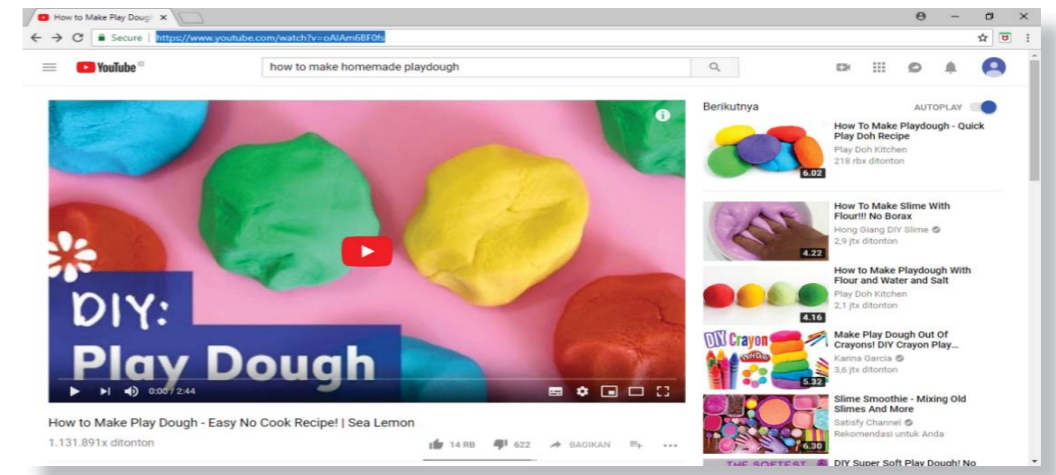 How to Make Play Doug
Secure
https://www.youtube.com/watch?v=oAlAm6BF0fs
YouTube ID
how to make homemade playdough
DIY:
Play Dough
0:00 / 2:44
How to Make Play Dough - Easy No Cook Recipe! | Sea Lemon
1.131.891x ditonton
14 RB
622
BAGIKAN
Berikutnya
AUTOPLAY
How To Make Playdough - Quick
Play Doh Recipe
Play Doh Kitchen
218 rbx ditonton
6.02
How To Make Slime With
Flour!!! No Borax
Hong Giang DIY Slime
2,9 jtx ditonton
4.22
How to Make Playdough With
Flour and Water and Salt
Play Doh Kitchen
2,1 jtx ditonton
4.16
DIY Crayon
Make Play Dough Out Of
Crayons! DIY Crayon Play...
Karina Garcia
3,6 jtx ditonton
5.32
Slime Smoothie - Mixing Old
Slimes And More
Satisfy Channel
Rekomendasi untuk Anda
6.30
THE SOFTEST
DIY Super Soft Play Dough! No